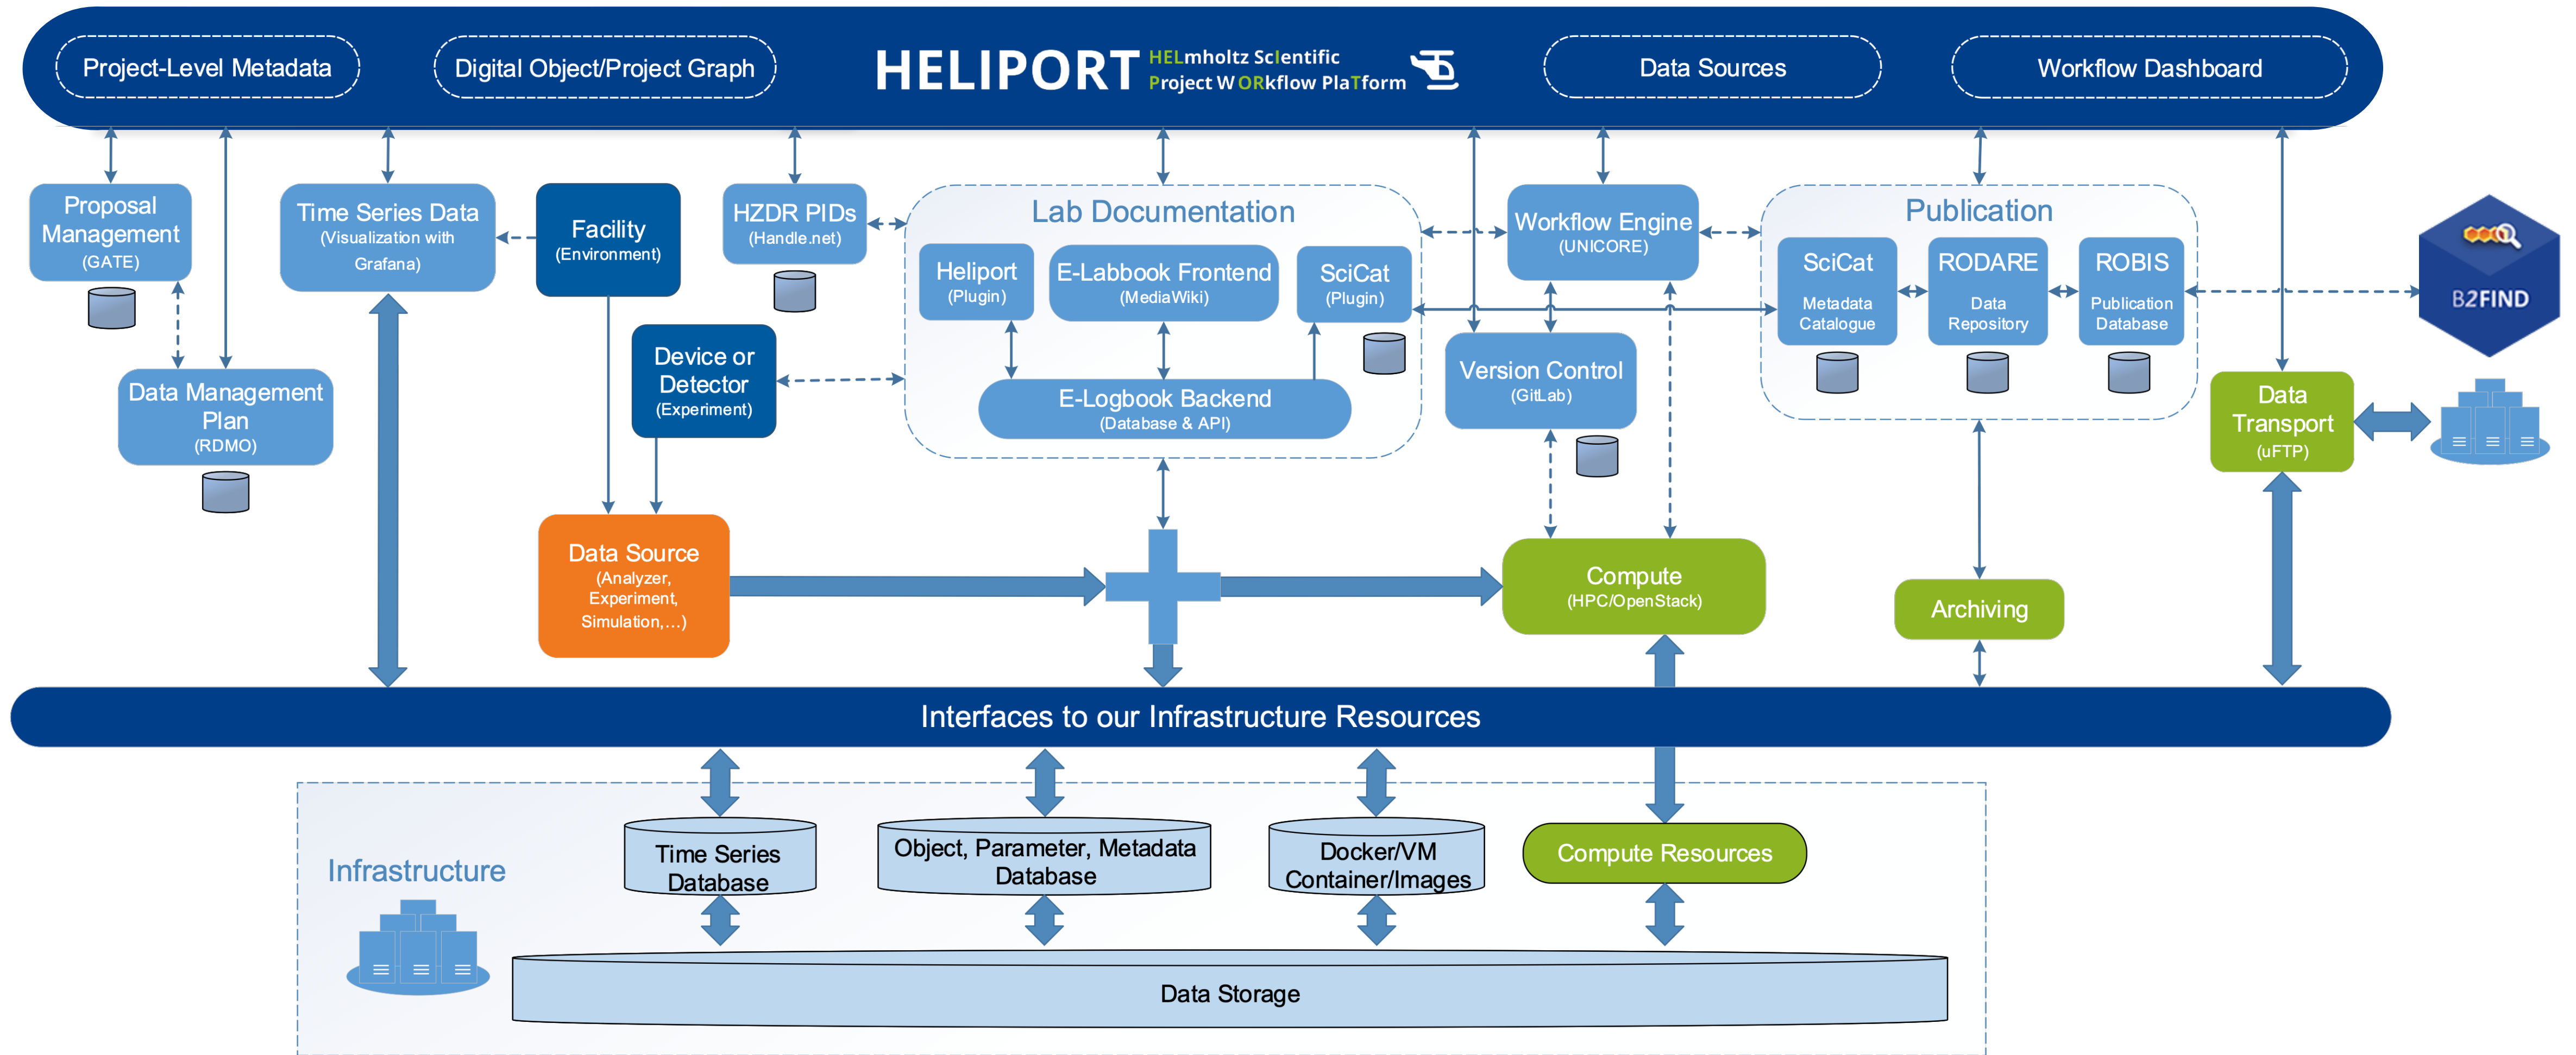 Project-Level Metadata
Digital Object/Project Graph
HELIPORT
HELmholtz ScIentific
Project WORkflow PlaTform
Data Sources
Workflow Dashboard
Proposal
Management
(GATE)
Data Management
Plan
(RDMO)
Time Series Data
(Visualization with
Grafana)
Facility
(Environment)
Device or
Detector
(Experiment)
HZDR PIDs
(Handle.net)
Lab Documentation
Heliport
(Plugin)
E-Labbook Frontend
(MediaWiki)
SciCat
(Plugin)
E-Logbook Backend
(Database & API)
Workflow Engine
(UNICORE)
Version Control
(GitLab)
Publication
SciCat
Metadata
Catalogue
RODARE
Data
Repository
ROBIS
Publication
Database
B2FIND
Data
Transport
(uFTP)
Data Source
(Analyzer,
Experiment,
Simulation,...)
Compute
(HPC/OpenStack)
Archiving
Interfaces to our Infrastructure Resources
Infrastructure
Time Series
Database
Object, Parameter, Metadata
Database
Docker/VM
Container/Images
Compute Resources
Data Storage